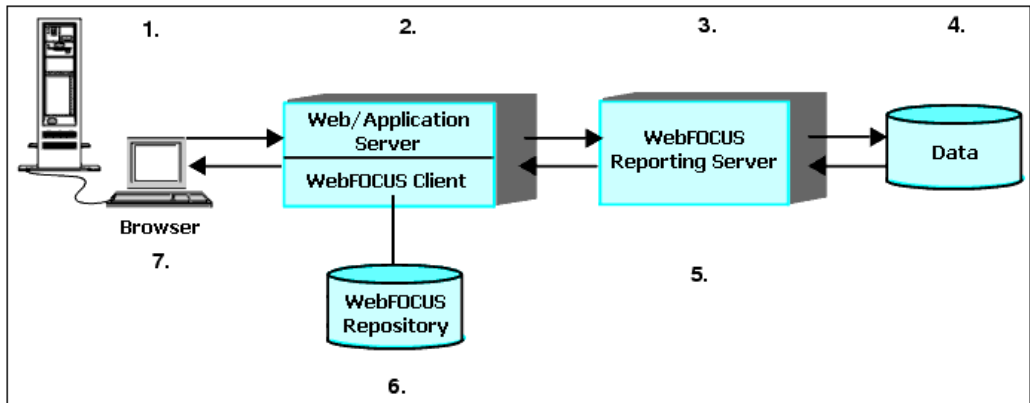 1.
2.
3.
4.
Web/Application
Server
WebFOCUS Client
WebFOCUS
Reporting Server
Data
Browser
7.
5.
WebFOCUS
Repository
6.